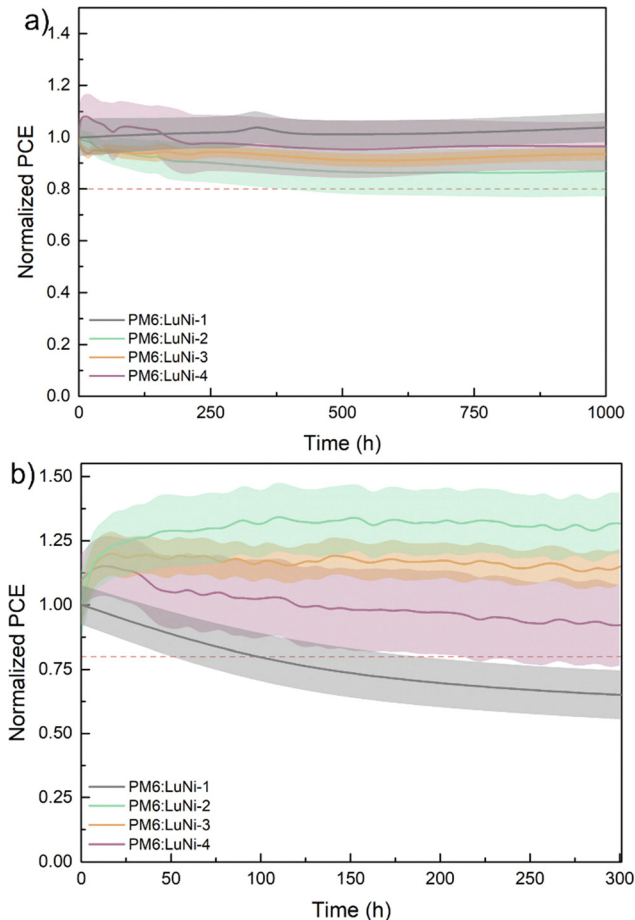 a)
1.4
1.2
1.0
0.8
0.6
0.4
0.2
0.0
Normalized PCE
PM6:LuNi-1
PM6:LuNi-2
PM6:LuNi-3
PM6:LuNi-4
0 250 500 750 1000
Time (h)
b)
1.50
1.25
1.00
0.75
0.50
0.25
0.00
Normalized PCE
PM6:LuNi-1
PM6:LuNi-2
PM6:LuNi-3
PM6:LuNi-4
0 50 100 150 200 250 300
Time (h)